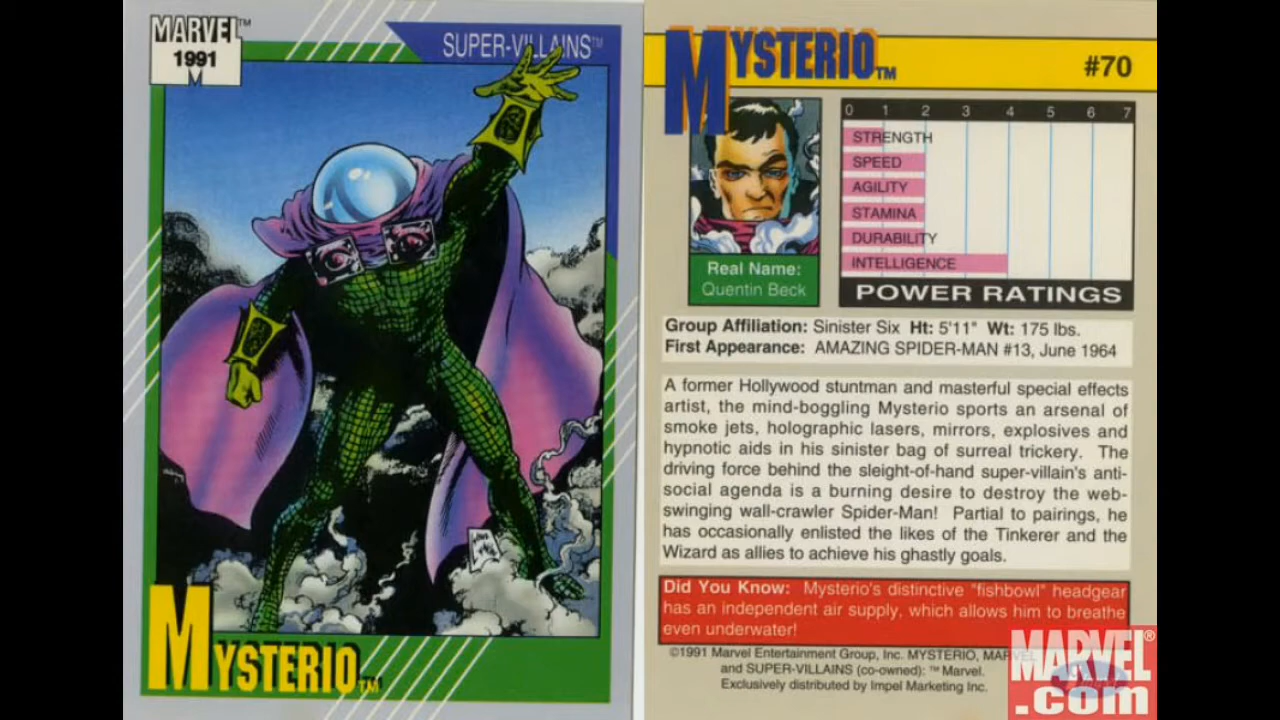 MARVEL™
1991
M
SUPER-VILLAINS™
MYSTERIO™
MYSTERIO™
#70
0 1 2 3 4 5 6 7
STRENGTH
SPEED
AGILITY
STAMINA
DURABILITY
INTELLIGENCE
POWER RATINGS
Real Name:
Quentin Beck
Group Affiliation: Sinister Six Ht: 5'11" Wt: 175 lbs.
First Appearance: AMAZING SPIDER-MAN #13, June 1964
A former Hollywood stuntman and masterful special effects
artist, the mind-boggling Mysterio sports an arsenal of
smoke jets, holographic lasers, mirrors, explosives and
hypnotic aids in his sinister bag of surreal trickery. The
driving force behind the sleight-of-hand super-villain's anti-
social agenda is a burning desire to destroy the web-
swinging wall-crawler Spider-Man! Partial to pairings, he
has occasionally enlisted the likes of the Tinkerer and the
Wizard as allies to achieve his ghastly goals.
Did You Know: Mysterio's distinctive "fishbowl" headgear
has an independent air supply, which allows him to breathe
even underwater!
©1991 Marvel Entertainment Group, Inc. MYSTERIO, MARVEL
and SUPER-VILLAINS (co-owned): ™ Marvel.
Exclusively distributed by Impel Marketing Inc.
MARVEL®
.com